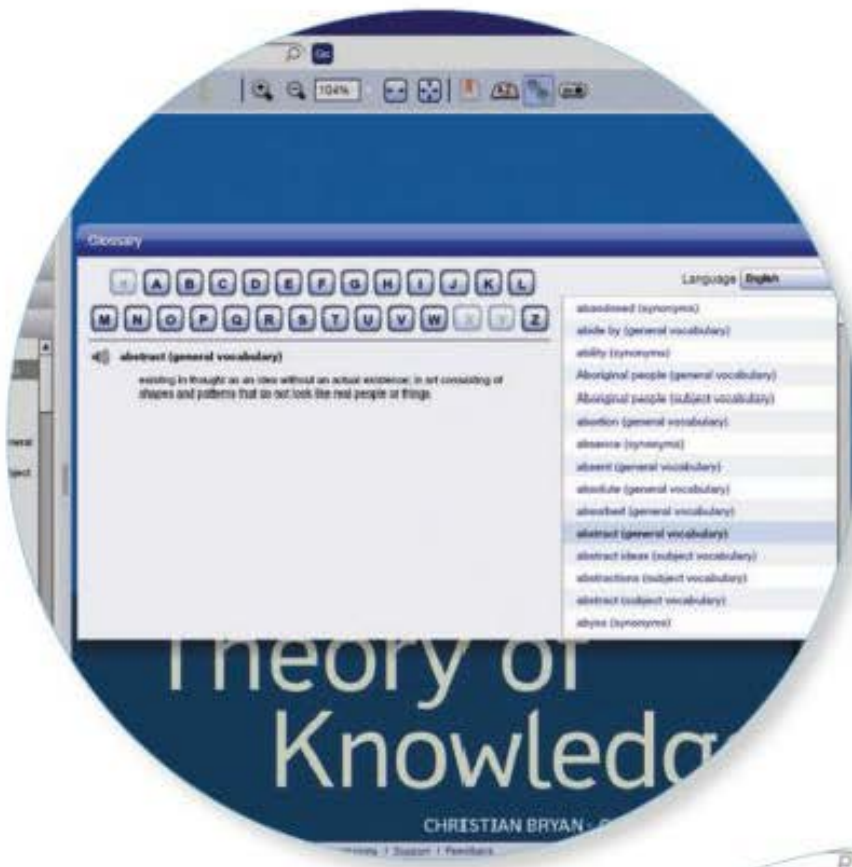 Go
104%
A-Z
Glossary
A B C D E F G H I J K L
M N O P Q R S T U V W X Y Z
Language English
abstract (general vocabulary)
existing in thought as an idea without an actual existence; in art consisting of
shapes and patterns that do not look like real people or things.
abandoned (synonyms)
abide by (general vocabulary)
ability (synonyms)
Aboriginal people (general vocabulary)
Aboriginal people (subject vocabulary)
abortion (general vocabulary)
absence (synonyms)
absent (general vocabulary)
absolute (general vocabulary)
absorbed (general vocabulary)
abstract (general vocabulary)
abstract ideas (subject vocabulary)
abstractions (subject vocabulary)
abstract (subject vocabulary)
abyss (synonyms)
Theory of
Knowledg
CHRISTIAN BRYAN
| Support | Feedback